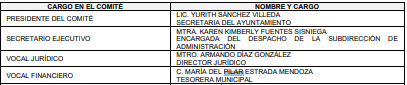 CARGO EN EL COMITÉ NOMBRE Y CARGO
PRESIDENTE DEL COMITÉ
LIC. YURITH SÁNCHEZ VILLEDA
SECRETARIA DEL AYUNTAMIENTO
SECRETARIO EJECUTIVO
MTRA. KAREN KIMBERLY FUENTES SISNIEGA
ENCARGADA DEL DESPACHO DE LA SUBDIRECCIÓN DE
ADMINISTRACIÓN
VOCAL JURÍDICO
MTRO. ARMANDO DÍAZ GONZÁLEZ
DIRECTOR JURÍDICO
VOCAL FINANCIERO
C. MARÍA DEL PILAR ESTRADA MENDOZA
TESORERA MUNICIPAL